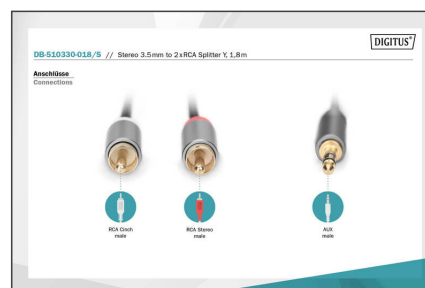 DIGITUS®
DB-510330-018/S // Stereo 3.5mm to 2xRCA Splitter Y, 1,8m
Anschlüsse
Connections
RCA Cinch
male
RCA Stereo
male
AUX
male